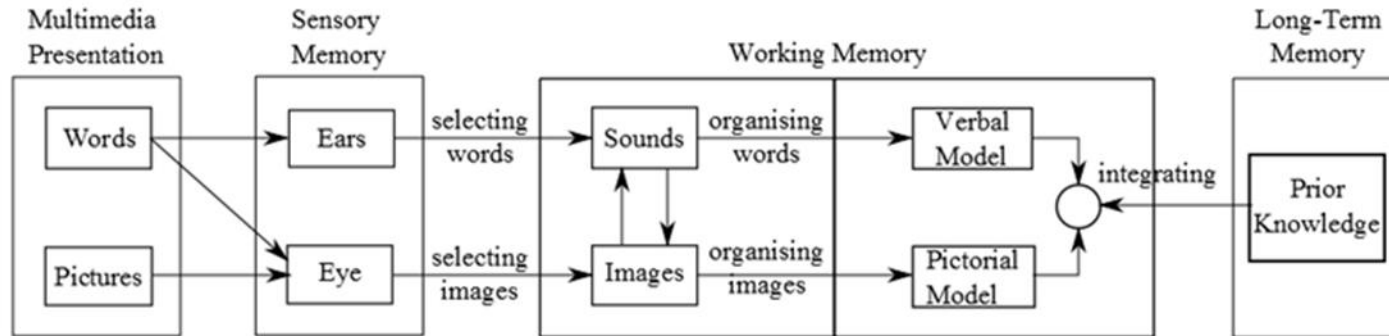 Multimedia
Presentation
Sensory
Memory
Working Memory
Long-Term
Memory
Words
Ears
selecting
words
Sounds
organising
words
Verbal
Model
integrating
Prior
Knowledge
Pictures
Eye
selecting
images
Images
organising
images
Pictorial
Model